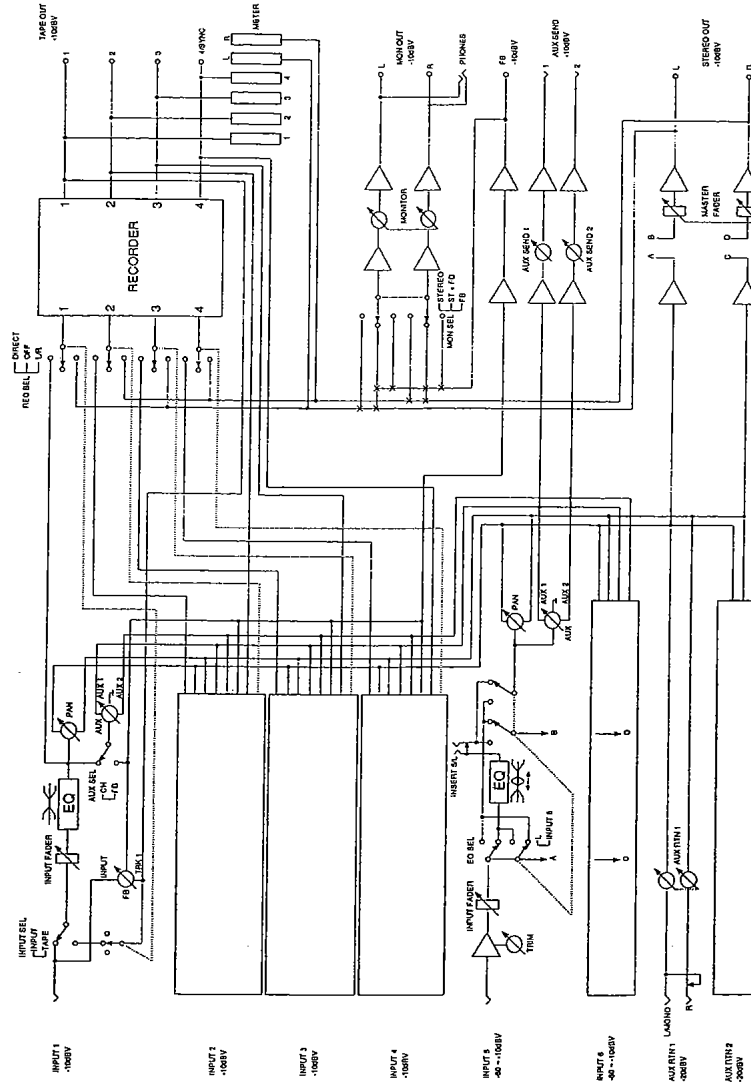 INPUT 1
-10dBV
INPUT SEL
INPUT
TAPE
INPUT FADER
EQ
PAN
AUX
AUX 1
AUX 2
AUX SEL
CH
FB
INPUT
FB
TRK 1
REC SEL
DIRECT
OFF
L/R
1
2
3
4
RECORDER
1
2
3
4
TAPE OUT
-10dBV
1
2
3
4/SYNC
METER
R
L
4
3
2
1
INPUT 2
-10dBV
INPUT 3
-10dBV
INPUT 4
-10dBV
MON SEL
STEREO
ST + FB
FB
MONITOR
MON OUT
-10dBV
L
R
PHONES
FB
-10dBV
AUX SEND
-10dBV
1
2
AUX SEND 1
AUX SEND 2
INPUT 5
-60 ~ -10dBV
TRIM
INPUT FADER
EQ SEL
L
INPUT 5
EQ
INSERT 5/L
A
B
PAN
AUX 1
AUX 2
AUX
INPUT 6
-60 ~ -10dBV
AUX RTN 1
-20dBV
L/MONO
R
AUX RTN 1
A
B
C
D
MASTER
FADER
STEREO OUT
-10dBV
L
R
AUX RTN 2
-20dBV